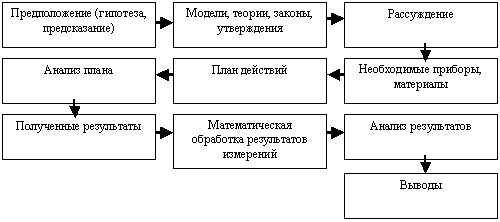 Предположение (гипотеза,
предсказание)
Модели, теории, законы,
утверждения
Рассуждение
Необходимые приборы,
материалы
План действий
Анализ плана
Полученные результаты
Математическая
обработка результатов
измерений
Анализ результатов
Выводы